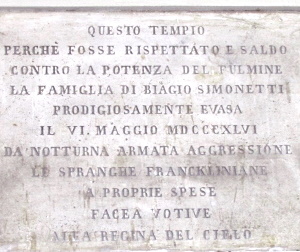 QUESTO TEMPIO
PERCHÈ FOSSE RISPETTATO E SALDO
CONTRO LA POTENZA DEL FULMINE
LA FAMIGLIA DI BIAGIO SIMONETTI
PRODIGIOSAMENTE EVASA
IL VI. MAGGIO MDCCCXLVI
DA NOTTURNA ARMATA AGGRESSIONE
LE SPRANGHE FRANCKLINIANE
A PROPRIE SPESE
FACEA VOTIVE
ALLA REGINA DEL CIELO